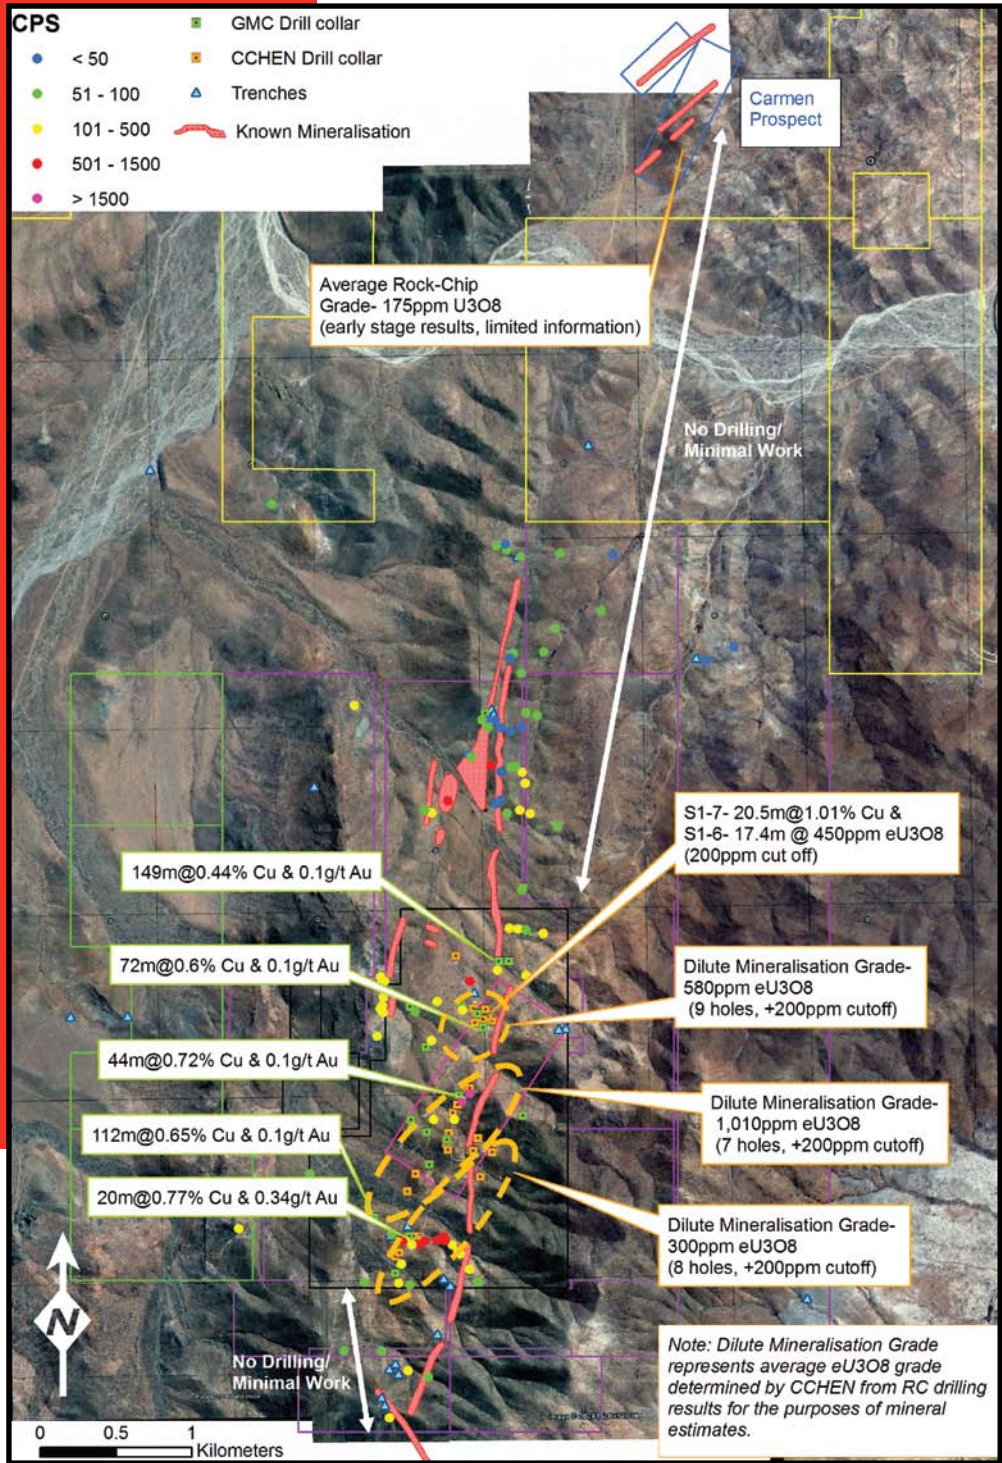 CPS
< 50
51 - 100
101 - 500
501 - 1500
> 1500
GMC Drill collar
CCHEN Drill collar
Trenches
Known Mineralisation
Carmen
Prospect
Average Rock-Chip
Grade- 175ppm U3O8
(early stage results, limited information)
No Drilling/
Minimal Work
S1-7- 20.5m@1.01% Cu &
S1-6- 17.4m @ 450ppm eU3O8
(200ppm cut off)
149m@0.44% Cu & 0.1g/t Au
72m@0.6% Cu & 0.1g/t Au
Dilute Mineralisation Grade-
580ppm eU3O8
(9 holes, +200ppm cutoff)
44m@0.72% Cu & 0.1g/t Au
Dilute Mineralisation Grade-
1,010ppm eU3O8
(7 holes, +200ppm cutoff)
112m@0.65% Cu & 0.1g/t Au
20m@0.77% Cu & 0.34g/t Au
Dilute Mineralisation Grade-
300ppm eU3O8
(8 holes, +200ppm cutoff)
N
No Drilling/
Minimal Work
Note: Dilute Mineralisation Grade
represents average eU3O8 grade
determined by CCHEN from RC drilling
results for the purposes of mineral
estimates.
0 0.5 1
Kilometers